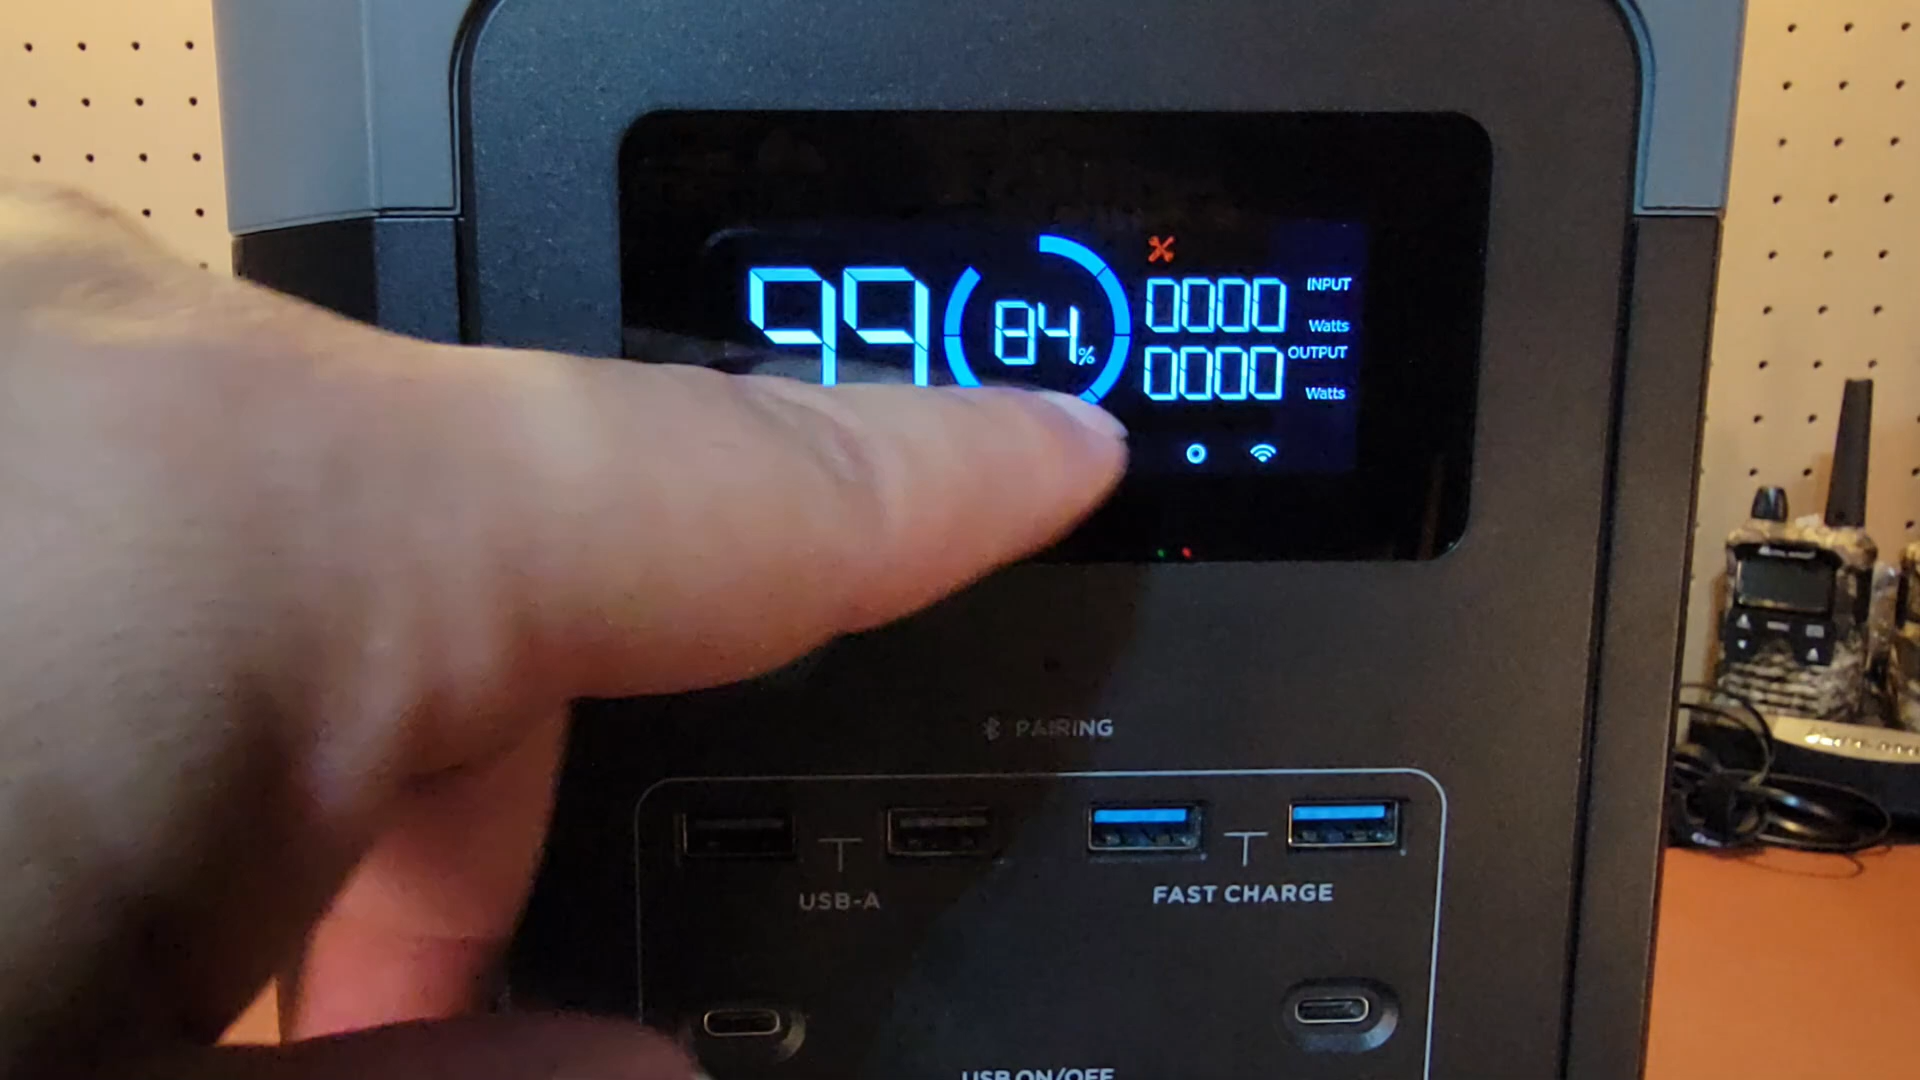 99
84%
0000
INPUT
Watts
0000
OUTPUT
Watts
PAIRING
USB-A
FAST CHARGE
USB ON/OFF